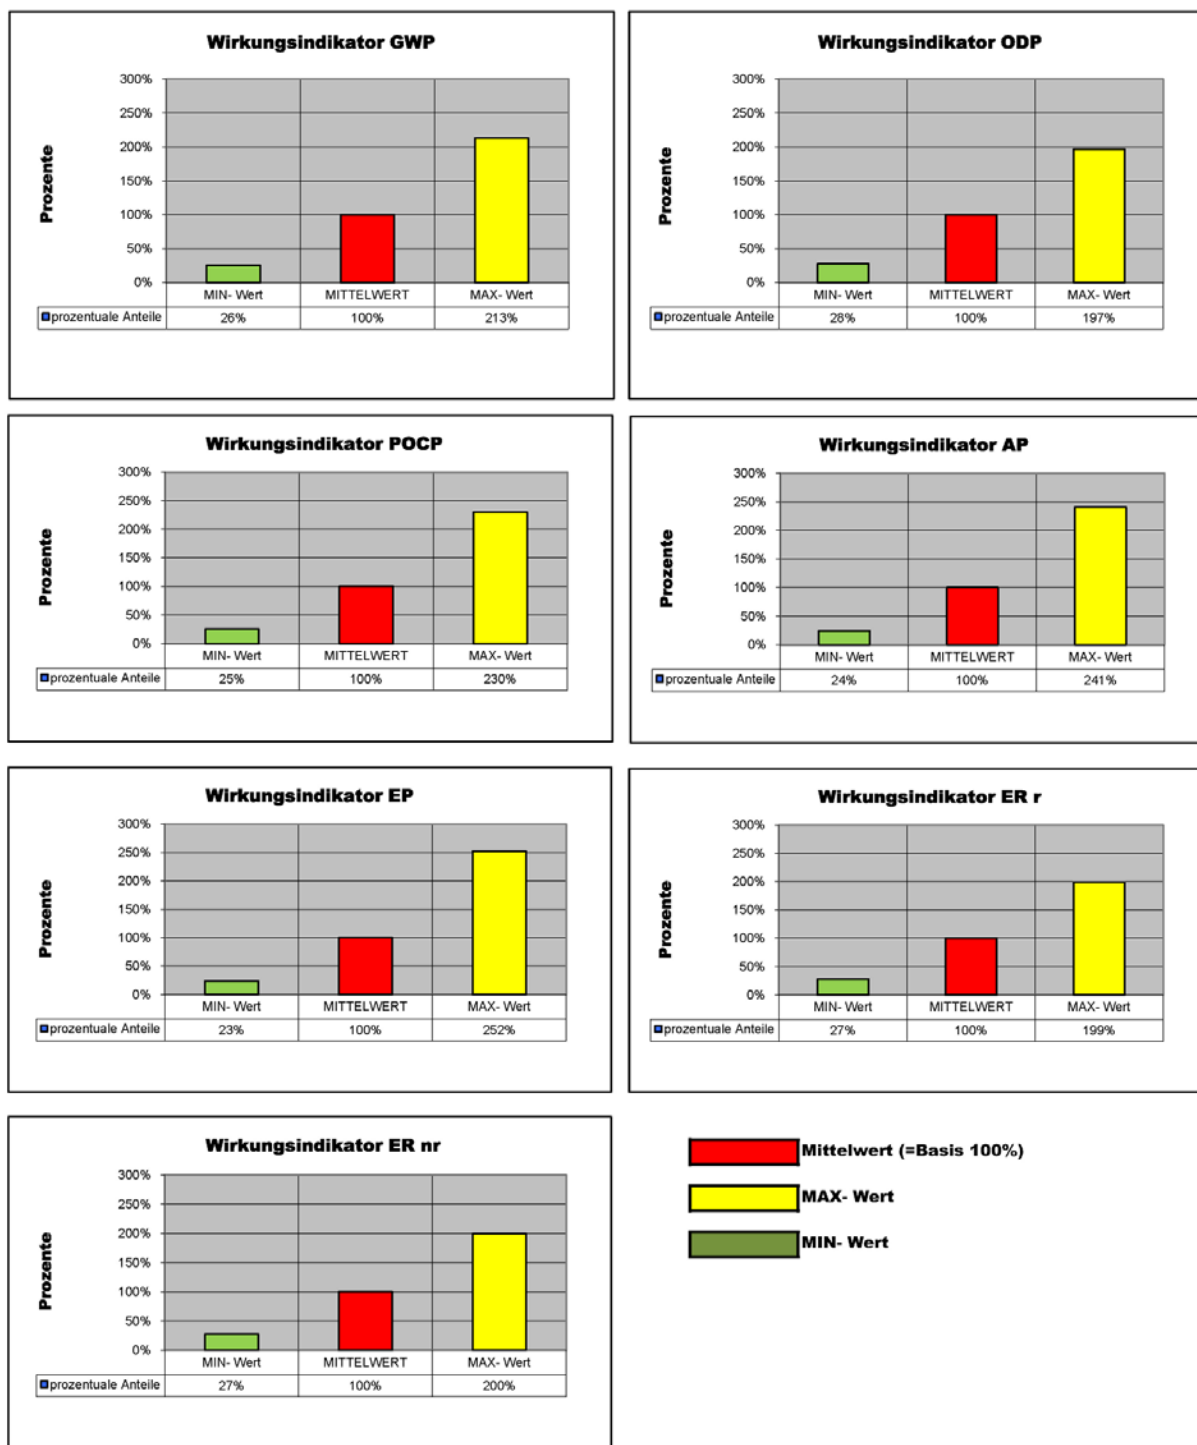 Wirkungsindikator GWP
Prozente
300%
250%
200%
150%
100%
50%
0%
MIN- Wert MITTELWERT MAX- Wert
prozentuale Anteile 26% 100% 213%
Wirkungsindikator ODP
Prozente
300%
250%
200%
150%
100%
50%
0%
MIN- Wert MITTELWERT MAX- Wert
prozentuale Anteile 28% 100% 197%
Wirkungsindikator POCP
Prozente
300%
250%
200%
150%
100%
50%
0%
MIN- Wert MITTELWERT MAX- Wert
prozentuale Anteile 25% 100% 230%
Wirkungsindikator AP
Prozente
300%
250%
200%
150%
100%
50%
0%
MIN- Wert MITTELWERT MAX- Wert
prozentuale Anteile 24% 100% 241%
Wirkungsindikator EP
Prozente
300%
250%
200%
150%
100%
50%
0%
MIN- Wert MITTELWERT MAX- Wert
prozentuale Anteile 23% 100% 252%
Wirkungsindikator ER r
Prozente
300%
250%
200%
150%
100%
50%
0%
MIN- Wert MITTELWERT MAX- Wert
prozentuale Anteile 27% 100% 199%
Wirkungsindikator ER nr
Prozente
300%
250%
200%
150%
100%
50%
0%
MIN- Wert MITTELWERT MAX- Wert
prozentuale Anteile 27% 100% 200%
Mittelwert (=Basis 100%)
MAX- Wert
MIN- Wert